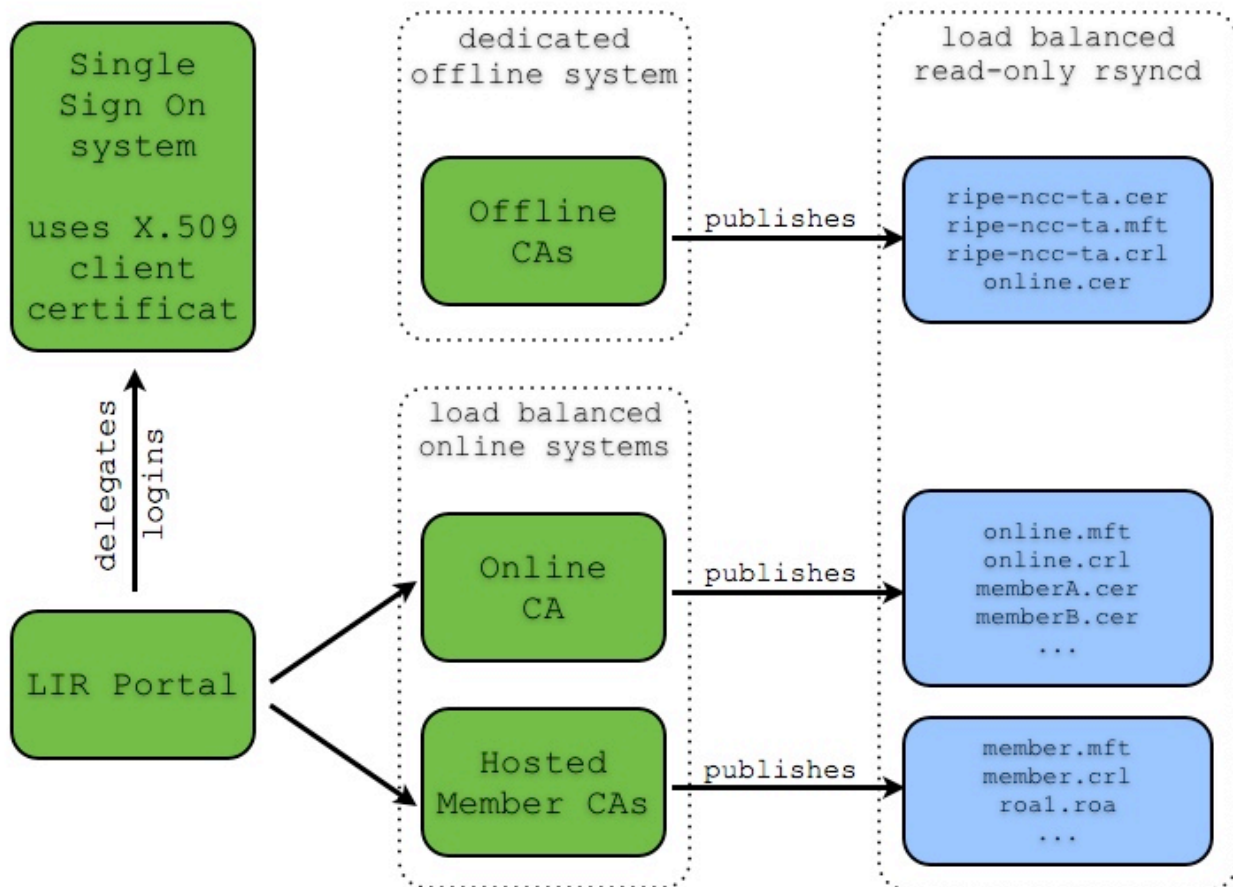 Single
Sign On
system
uses X.509
client
certificat
delegates
logins
LIR Portal
dedicated
offline system
Offline
CAs
publishes
load balanced
read-only rsyncd
ripe-ncc-ta.cer
ripe-ncc-ta.mft
ripe-ncc-ta.crl
online.cer
load balanced
online systems
Online
CA
publishes
online.mft
online.crl
memberA.cer
memberB.cer
...
Hosted
Member CAs
publishes
member.mft
member.crl
roa1.roa
...